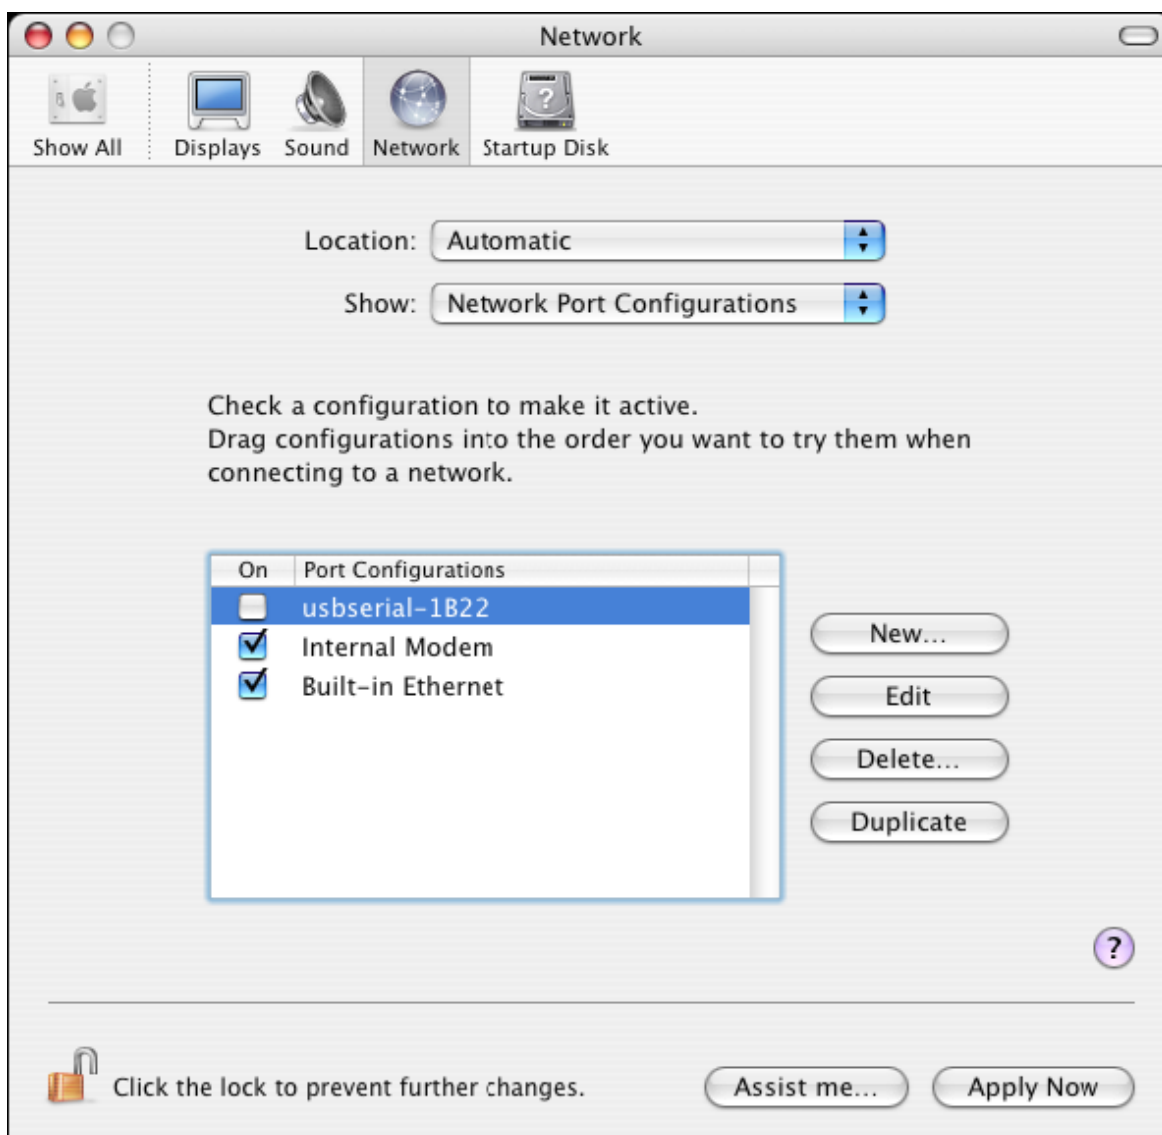 Network
Show All
Displays
Sound
Network
Startup Disk
Location: Automatic
Show: Network Port Configurations
Check a configuration to make it active.
Drag configurations into the order you want to try them when
connecting to a network.
On Port Configurations
usbserial-1B22
Internal Modem
Built-in Ethernet
New...
Edit
Delete...
Duplicate
?
Click the lock to prevent further changes.
Assist me...
Apply Now